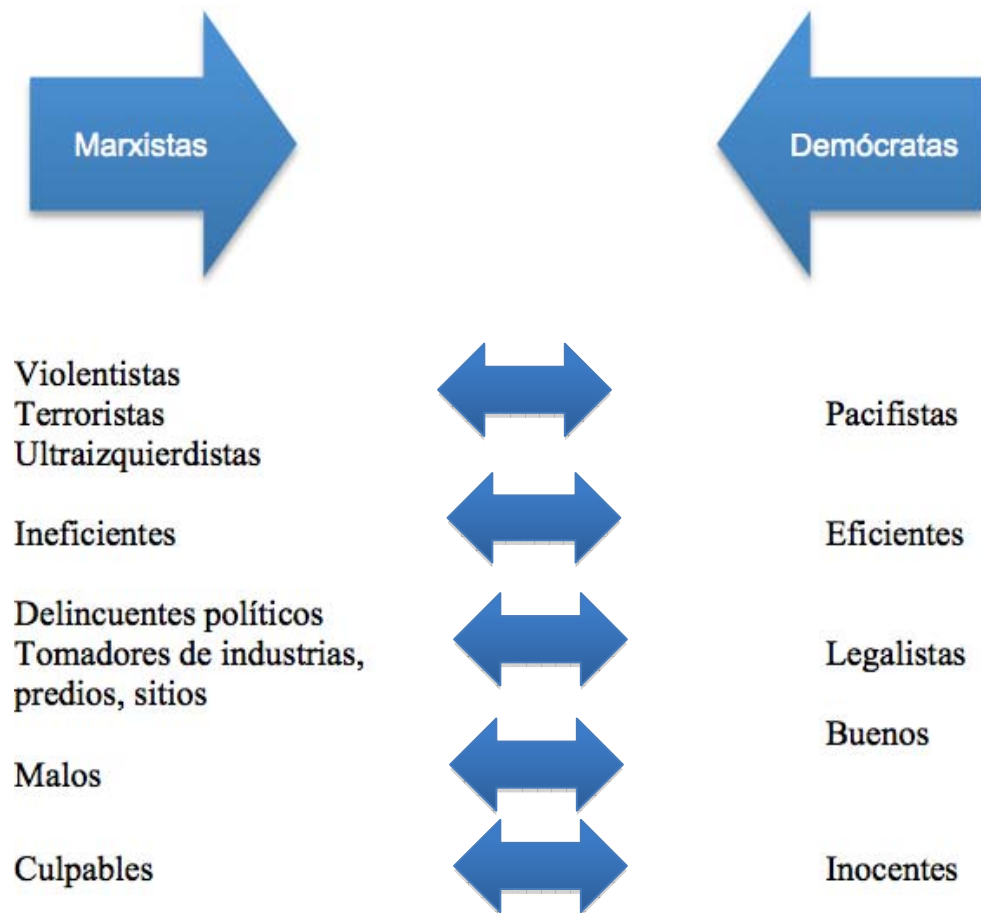 Marxistas
Demócratas
Violentistas
Terroristas
Pacifistas
Ultraizquierdistas
Ineficientes
Eficientes
Delincuentes políticos
Tomadores de industrias,
Legalistas
predios, sitios
Buenos
Malos
Culpables
Inocentes